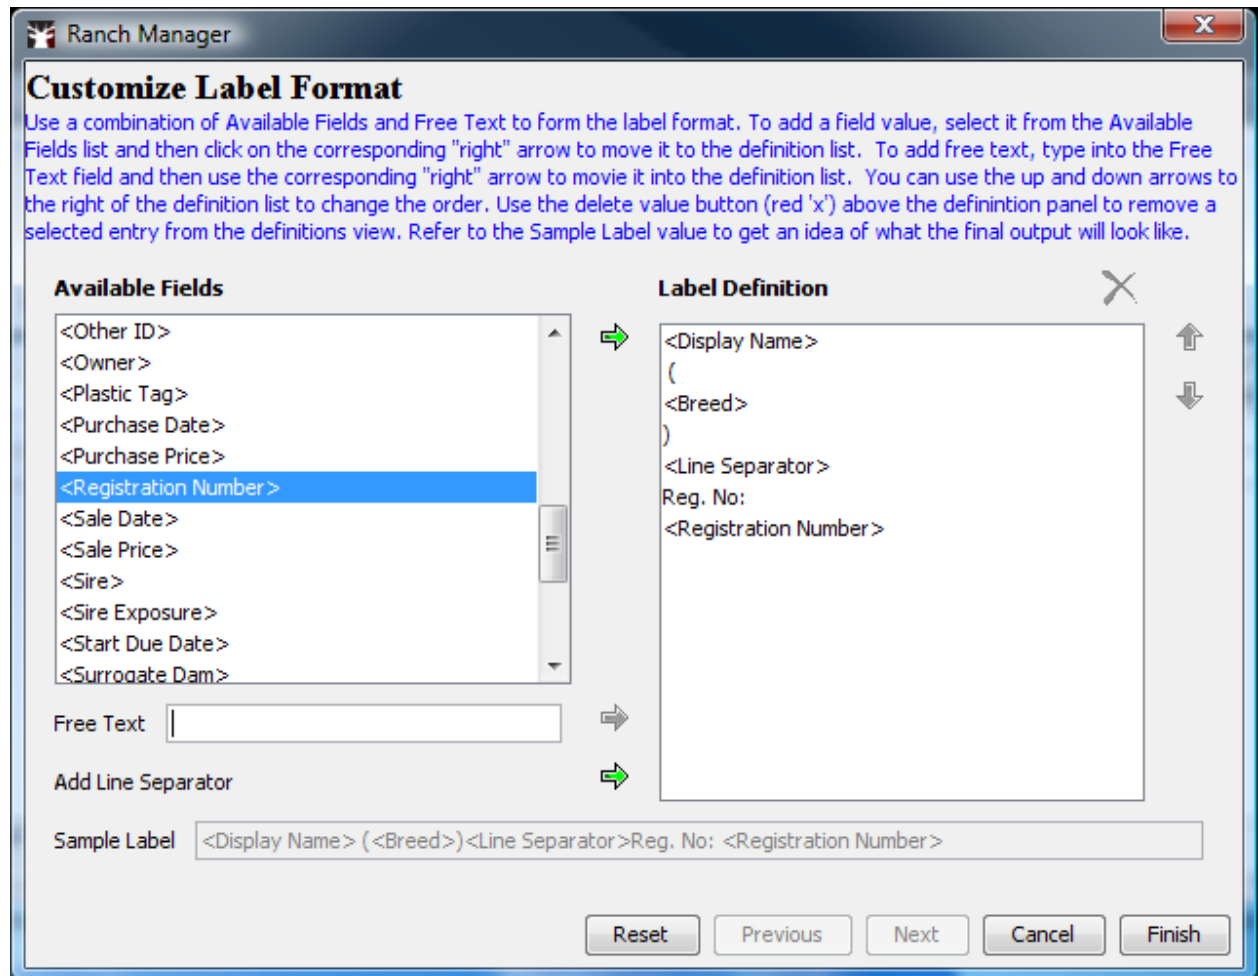 Ranch Manager
Customize Label Format
Use a combination of Available Fields and Free Text to form the label format. To add a field value, select it from the Available
Fields list and then click on the corresponding "right" arrow to move it to the definition list.  To add free text, type into the Free
Text field and then use the corresponding "right" arrow to movie it into the definition list.  You can use the up and down arrows to
the right of the definition list to change the order. Use the delete value button (red 'x') above the definintion panel to remove a
selected entry from the definitions view. Refer to the Sample Label value to get an idea of what the final output will look like.
Available Fields
<Other ID>
<Owner>
<Plastic Tag>
<Purchase Date>
<Purchase Price>
<Registration Number>
<Sale Date>
<Sale Price>
<Sire>
<Sire Exposure>
<Start Due Date>
<Surrogate Dam>
Label Definition
<Display Name>
(
<Breed>
)
<Line Separator>
Reg. No:
<Registration Number>
Free Text
Add Line Separator
Sample Label <Display Name> (<Breed>)<Line Separator>Reg. No: <Registration Number>
Reset Previous Next Cancel Finish